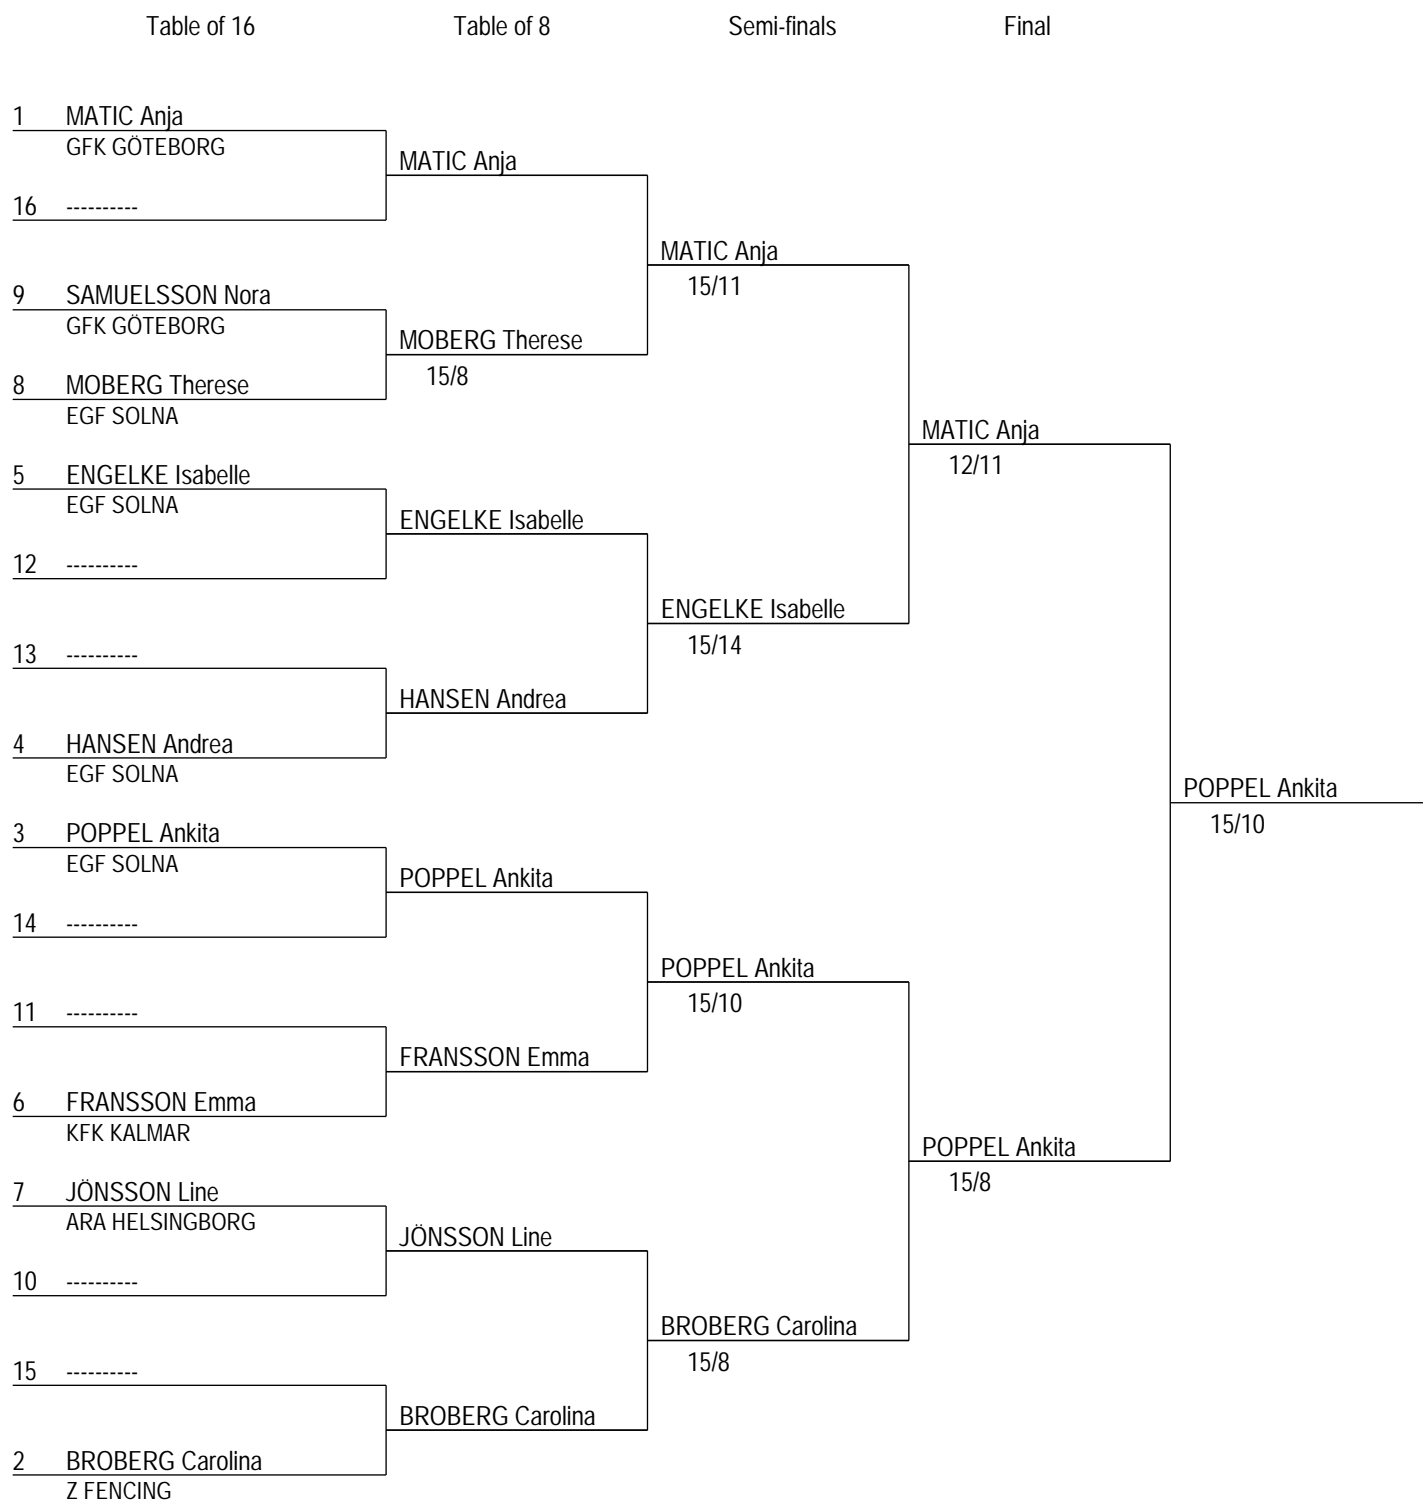 Table of 16 Table of 8 Semi-finals Final
1 MATIC Anja
GFK GÖTEBORG
MATIC Anja
16 ----------
MATIC Anja
15/11
9 SAMUELSSON Nora
GFK GÖTEBORG
MOBERG Therese
15/8
8 MOBERG Therese
EGF SOLNA
MATIC Anja
12/11
5 ENGELKE Isabelle
EGF SOLNA
ENGELKE Isabelle
12 ----------
ENGELKE Isabelle
15/14
13 ----------
HANSEN Andrea
4 HANSEN Andrea
EGF SOLNA
POPPEL Ankita
15/10
3 POPPEL Ankita
EGF SOLNA
POPPEL Ankita
14 ----------
POPPEL Ankita
15/10
11 ----------
FRANSSON Emma
6 FRANSSON Emma
KFK KALMAR
POPPEL Ankita
15/8
7 JÖNSSON Line
ARA HELSINGBORG
JÖNSSON Line
10 ----------
BROBERG Carolina
15/8
15 ----------
BROBERG Carolina
2 BROBERG Carolina
Z FENCING